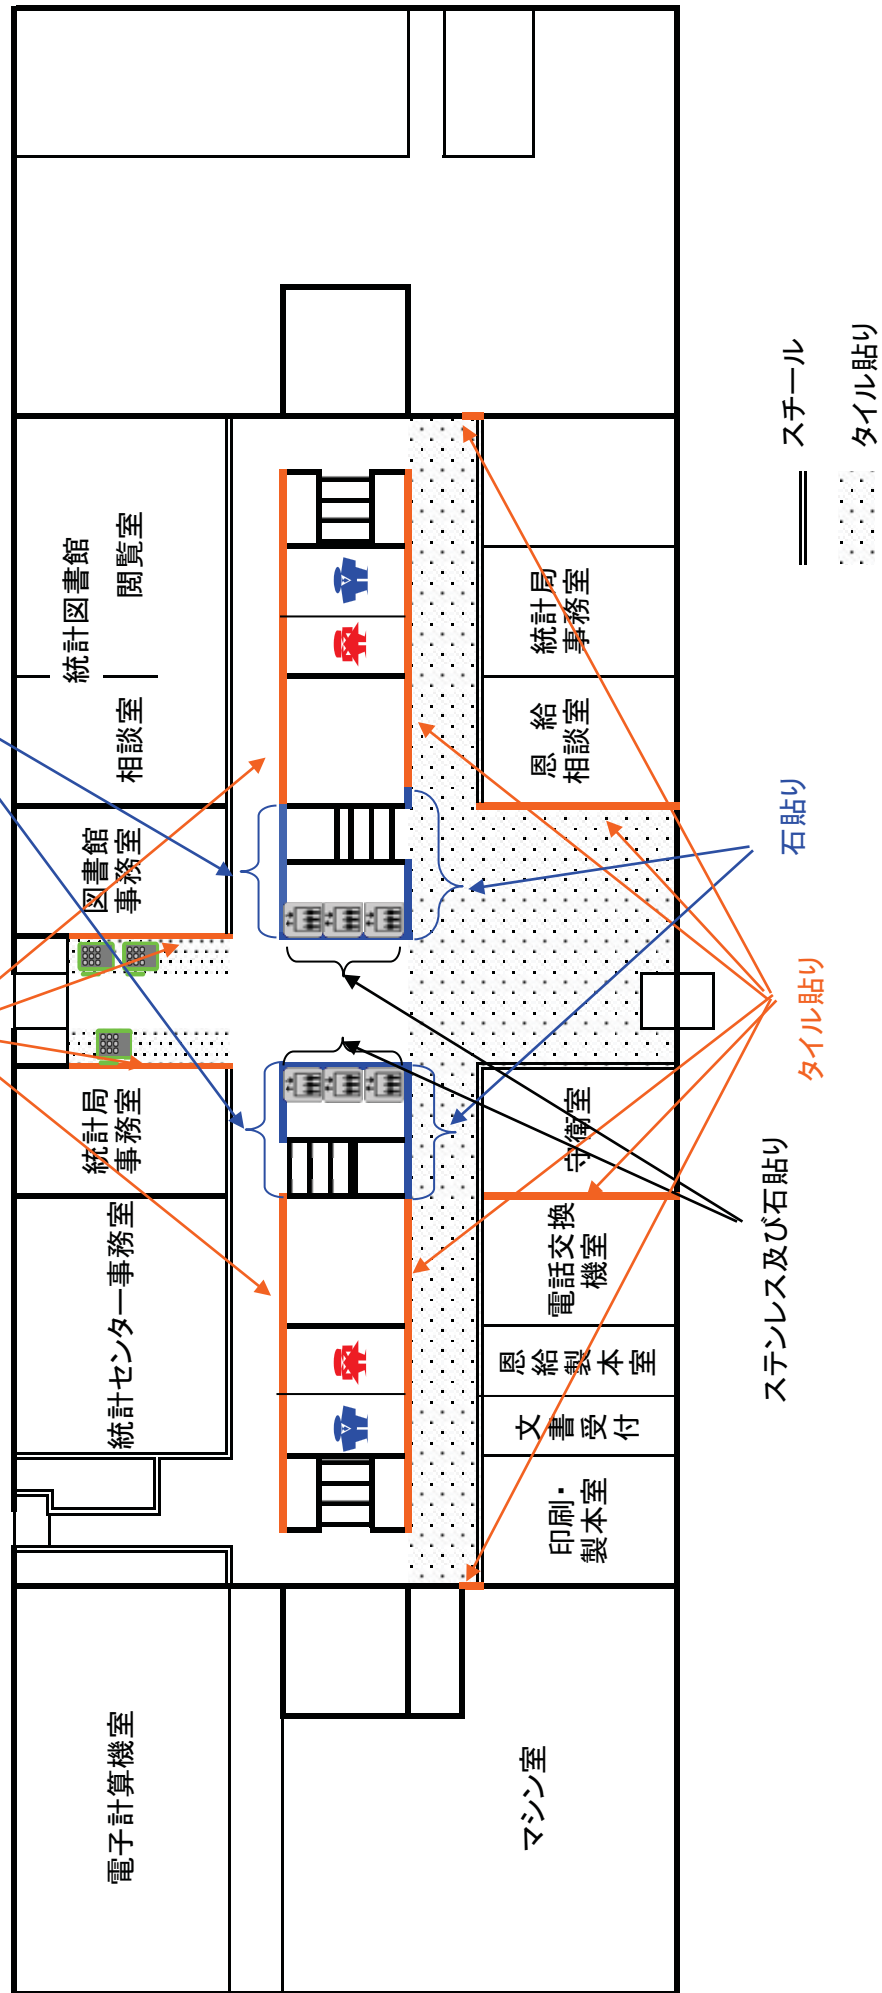 電子計算機室
統計センター事務室
統計局
事務室
図書館
事務室
相談室
統計図書館
閲覧室
マシン室
印刷・
製本室
文書受付
恩給製本室
電話交換
機室
守衛室
恩給
相談室
統計局
事務室
ステンレス及び石貼り
タイル貼り
石貼り
スチール
タイル貼り